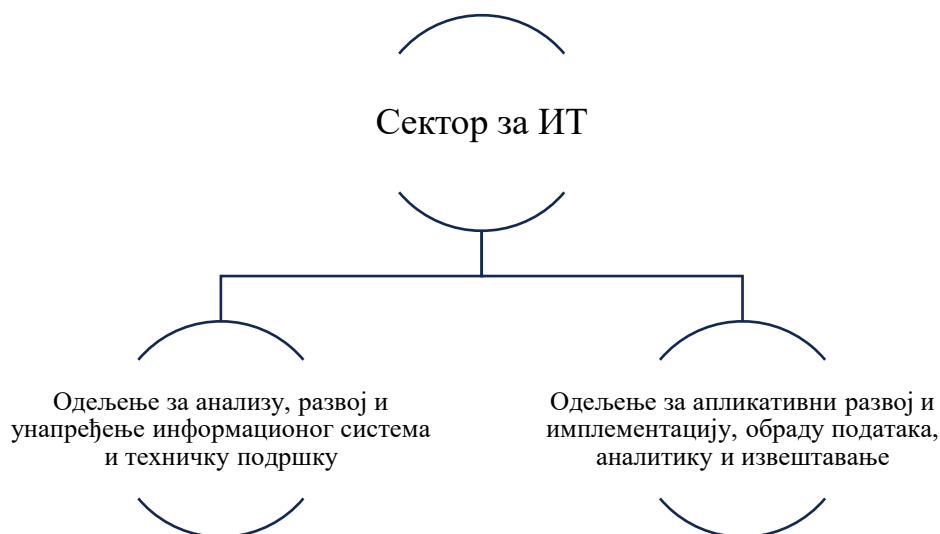 Сектор за ИТ
Одељење за анализу, развој и
унапређење информационог система
и техничку подршку
Одељење за апликативни развој и
имплементацију, обраду података,
аналитику и извештавање